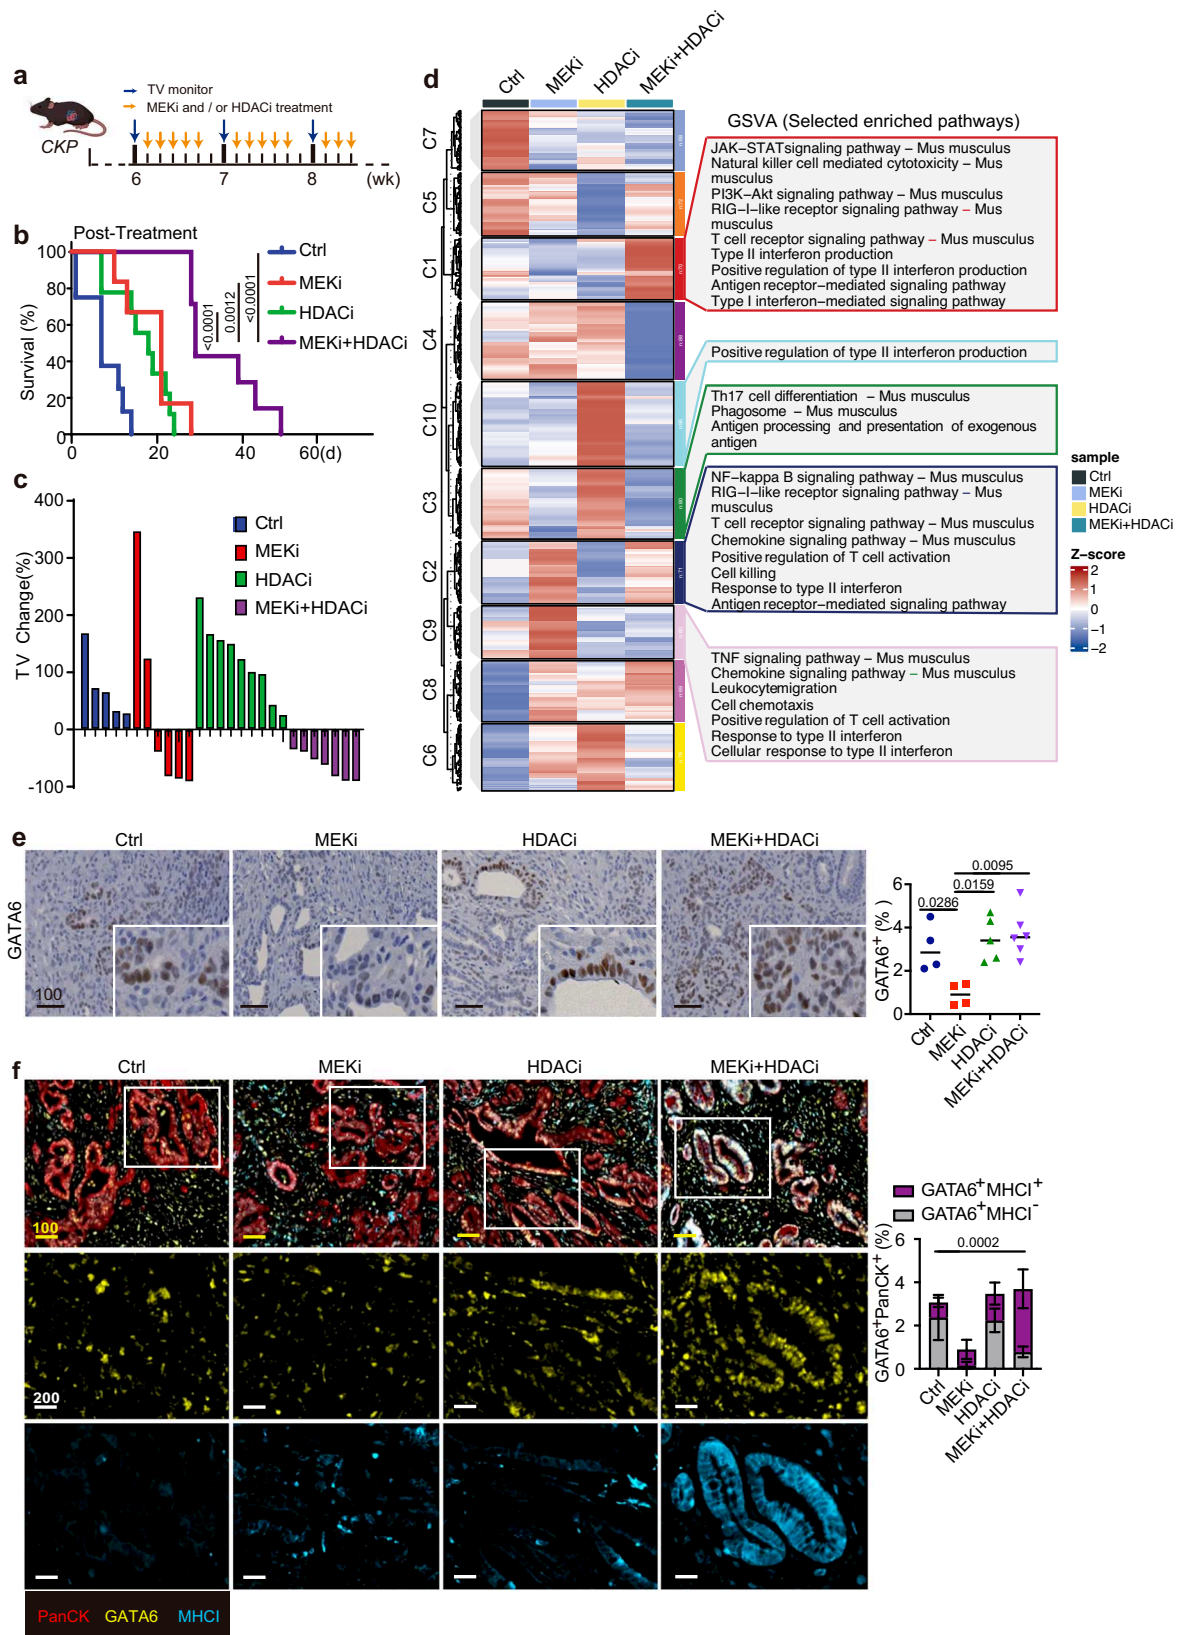 a
TV monitor
MEKi and / or HDACi treatment
CKP
6 7 8 (wk)
b
Post-Treatment
Survival (%)
100
80
60
40
20
0
0 20 40 60(d)
Ctrl
MEKi
HDACi
MEKi+HDACi
<0.0001
0.0012
<0.0001
c
TV Change(%)
400
300
200
100
0
-100
Ctrl
MEKi
HDACi
MEKi+HDACi
d
Ctrl
MEKi
HDACi
MEKi+HDACi
C7
C5
C1
C4
C10
C3
C2
C9
C8
C6
GSVA (Selected enriched pathways)
JAK−STATsignaling pathway − Mus musculus
Natural killer cell mediated cytotoxicity − Mus
musculus
PI3K−Akt signaling pathway − Mus musculus
RIG−I−like receptor signaling pathway − Mus
musculus
T cell receptor signaling pathway − Mus musculus
Type II interferon production
Positive regulation of type II interferon production
Antigen receptor−mediated signaling pathway
Type I interferon−mediated signaling pathway
Positive regulation of type II interferon production
Th17 cell differentiation − Mus musculus
Phagosome − Mus musculus
Antigen processing and presentation of exogenous
antigen
NF−kappa B signaling pathway − Mus musculus
RIG−I−like receptor signaling pathway − Mus
musculus
T cell receptor signaling pathway − Mus musculus
Chemokine signaling pathway − Mus musculus
Positive regulation of T cell activation
Cell killing
Response to type II interferon
Antigen receptor−mediated signaling pathway
TNF signaling pathway − Mus musculus
Chemokine signaling pathway − Mus musculus
Leukocytemigration
Cell chemotaxis
Positive regulation of T cell activation
Response to type II interferon
Cellular response to type II interferon
sample
Ctrl
MEKi
HDACi
MEKi+HDACi
Z−score
2
1
0
−1
−2
e
Ctrl
MEKi
HDACi
MEKi+HDACi
GATA6
100
GATA6+ (%)
6
4
2
0
0.0286
0.0159
0.0095
Ctrl
MEKi
HDACi
MEKi+HDACi
f
Ctrl
MEKi
HDACi
MEKi+HDACi
100
200
PanCK GATA6 MHCI
GATA6+MHCI+
GATA6+MHCI-
GATA6+PanCK+ (%)
6
4
2
0
0.0002
Ctrl
MEKi
HDACi
MEKi+HDACi